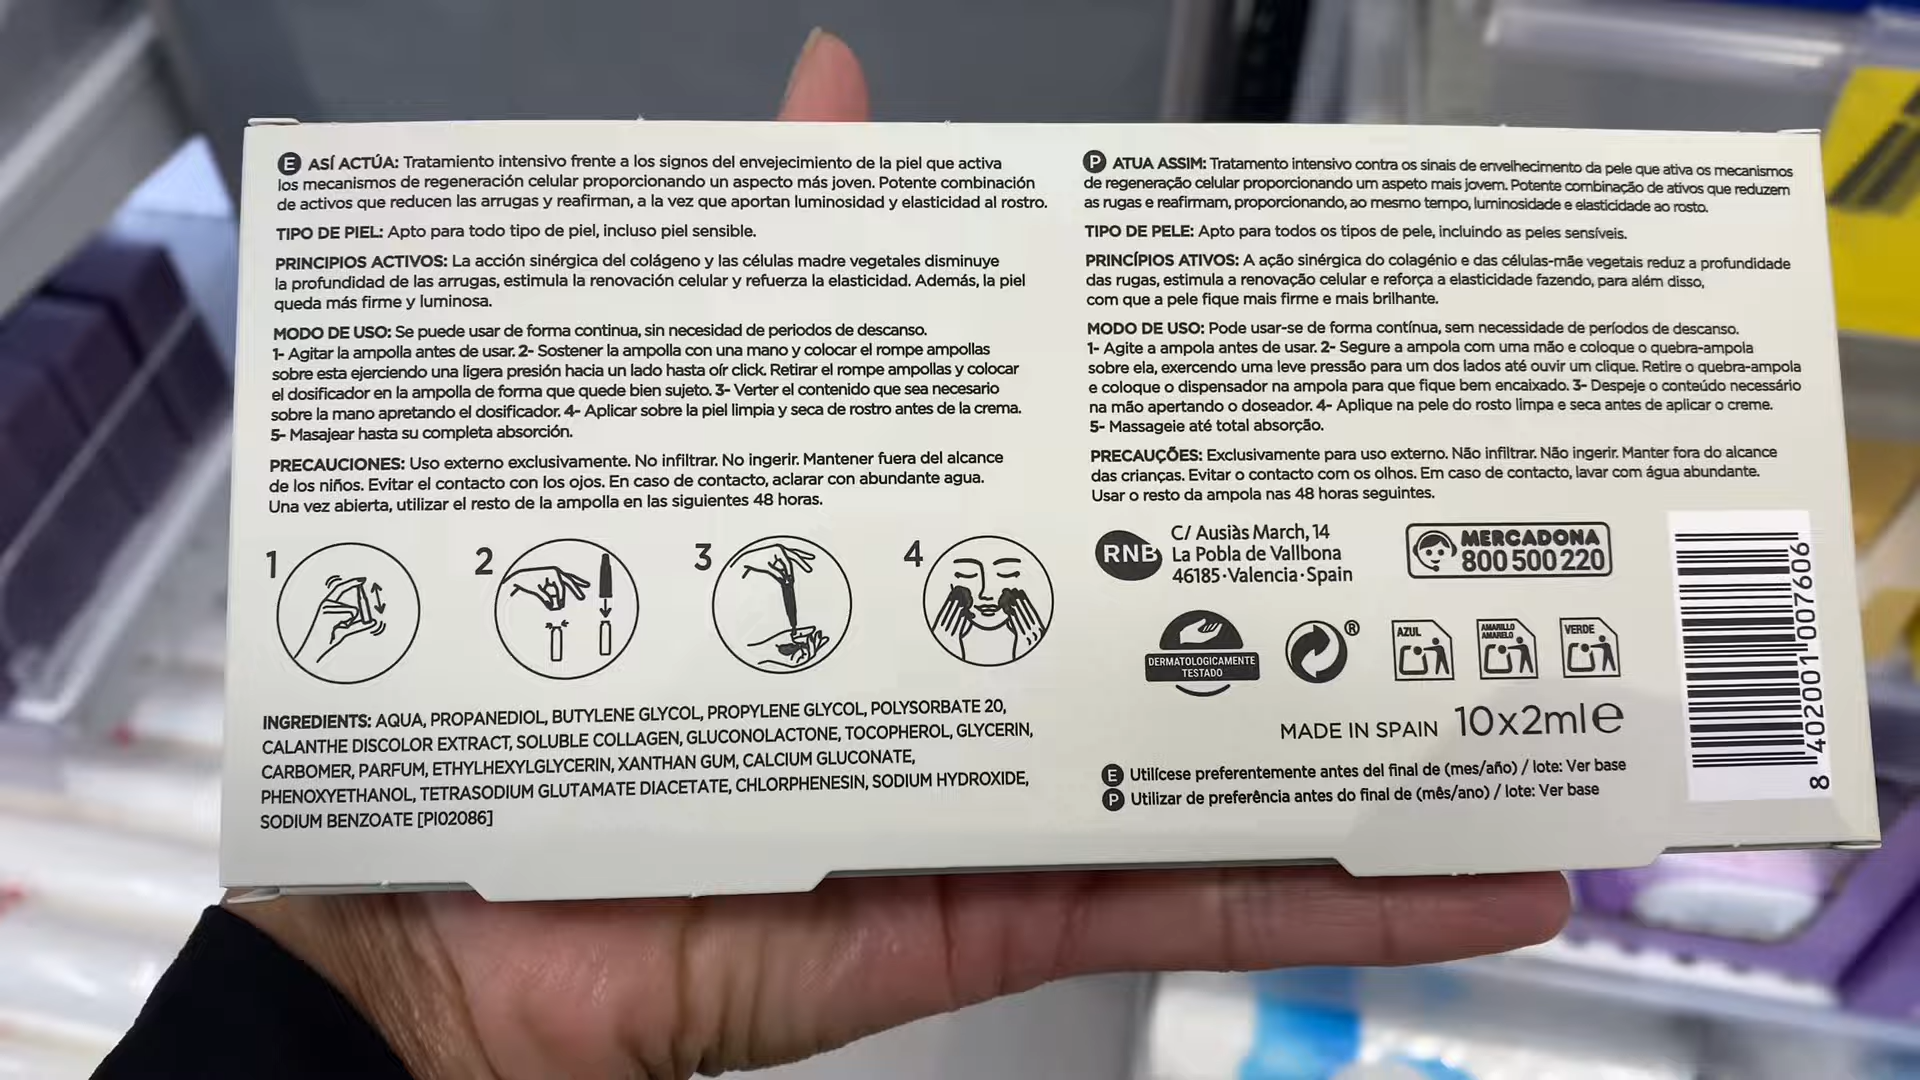 E ASÍ ACTÚA: Tratamiento intensivo frente a los signos del envejecimiento de la piel que activa
los mecanismos de regeneración celular proporcionando un aspecto más joven. Potente combinación
de activos que reducen las arrugas y reafirman, a la vez que aportan luminosidad y elasticidad al rostro.
TIPO DE PIEL: Apto para todo tipo de piel, incluso piel sensible.
PRINCIPIOS ACTIVOS: La acción sinérgica del colágeno y las células madre vegetales disminuye
la profundidad de las arrugas, estimula la renovación celular y refuerza la elasticidad. Además, la piel
queda más firme y luminosa.
MODO DE USO: Se puede usar de forma continua, sin necesidad de periodos de descanso.
1- Agitar la ampolla antes de usar. 2- Sostener la ampolla con una mano y colocar el rompe ampollas
sobre esta ejerciendo una ligera presión hacia un lado hasta oír click. Retirar el rompe ampollas y colocar
el dosificador en la ampolla de forma que quede bien sujeto. 3- Verter el contenido que sea necesario
sobre la mano apretando el dosificador. 4- Aplicar sobre la piel limpia y seca de rostro antes de la crema.
5- Masajear hasta su completa absorción.
PRECAUCIONES: Uso externo exclusivamente. No infiltrar. No ingerir. Mantener fuera del alcance
de los niños. Evitar el contacto con los ojos. En caso de contacto, aclarar con abundante agua.
Una vez abierta, utilizar el resto de la ampolla en las siguientes 48 horas.
1 2 3 4
INGREDIENTS: AQUA, PROPANEDIOL, BUTYLENE GLYCOL, PROPYLENE GLYCOL, POLYSORBATE 20,
CALANTHE DISCOLOR EXTRACT, SOLUBLE COLLAGEN, GLUCONOLACTONE, TOCOPHEROL, GLYCERIN,
CARBOMER, PARFUM, ETHYLHEXYLGLYCERIN, XANTHAN GUM, CALCIUM GLUCONATE,
PHENOXYETHANOL, TETRASODIUM GLUTAMATE DIACETATE, CHLORPHENESIN, SODIUM HYDROXIDE,
SODIUM BENZOATE [PI02086]
P ATUA ASSIM: Tratamento intensivo contra os sinais de envelhecimento da pele que ativa os mecanismos
de regeneração celular proporcionando um aspeto mais jovem. Potente combinação de ativos que reduzem
as rugas e reafirmam, proporcionando, ao mesmo tempo, luminosidade e elasticidade ao rosto.
TIPO DE PELE: Apto para todos os tipos de pele, incluindo as peles sensíveis.
PRINCÍPIOS ATIVOS: A ação sinérgica do colagénio e das células-mãe vegetais reduz a profundidade
das rugas, estimula a renovação celular e reforça a elasticidade fazendo, para além disso,
com que a pele fique mais firme e mais brilhante.
MODO DE USO: Pode usar-se de forma contínua, sem necessidade de períodos de descanso.
1- Agite a ampola antes de usar. 2- Segure a ampola com uma mão e coloque o quebra-ampola
sobre ela, exercendo uma leve pressão para um dos lados até ouvir um clique. Retire o quebra-ampola
e coloque o dispensador na ampola para que fique bem encaixado. 3- Despeje o conteúdo necessário
na mão apertando o doseador. 4- Aplique na pele do rosto limpa e seca antes de aplicar o creme.
5- Massageie até total absorção.
PRECAUÇÕES: Exclusivamente para uso externo. Não infiltrar. Não ingerir. Manter fora do alcance
das crianças. Evitar o contacto com os olhos. Em caso de contacto, lavar com água abundante.
Usar o resto da ampola nas 48 horas seguintes.
RNB
C/ Ausiàs March, 14
La Pobla de Vallbona
46185·Valencia·Spain
MERCADONA
800 500 220
DERMATOLOGICAMENTE
TESTADO
®
AZUL
AMARILLO
AMARELO
VERDE
MADE IN SPAIN 10x2ml e
E Utilícese preferentemente antes del final de (mes/año) / lote: Ver base
P Utilizar de preferência antes do final de (mês/ano) / lote: Ver base
8 402001 007606